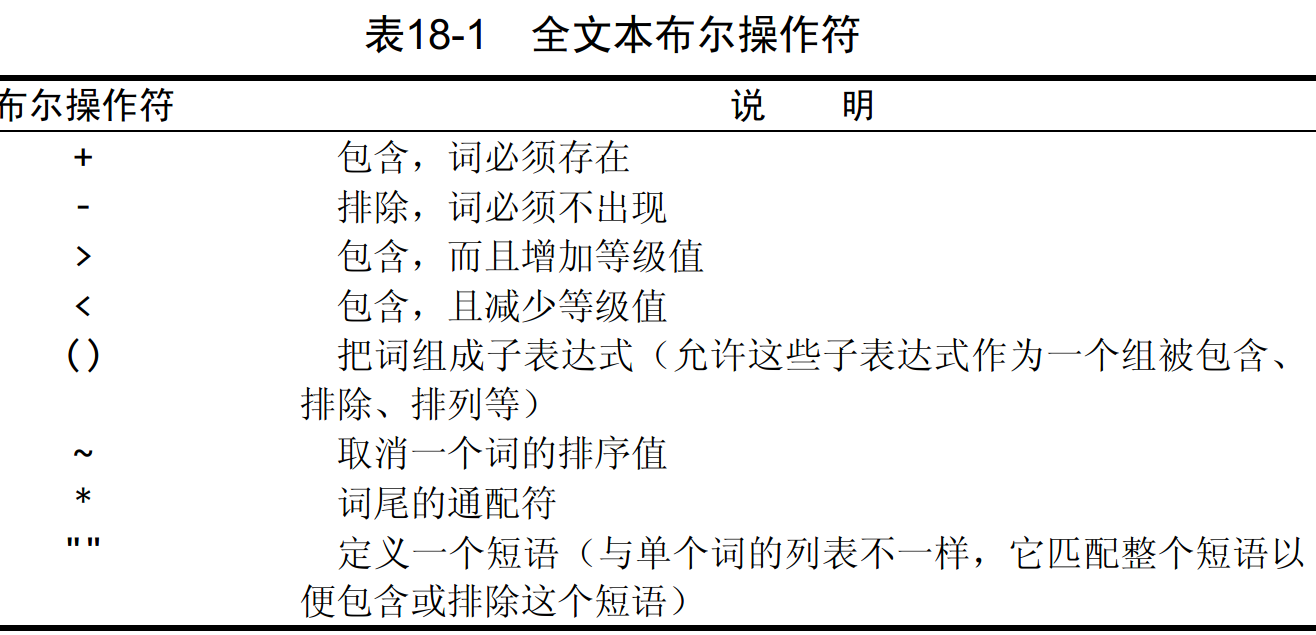 表18-1 全文本布尔操作符
布尔操作符 说 明
+ 包含，词必须存在
- 排除，词必须不出现
> 包含，而且增加等级值
< 包含，且减少等级值
() 把词组成子表达式（允许这些子表达式作为一个组被包含、
排除、排列等）
~ 取消一个词的排序值
* 词尾的通配符
"" 定义一个短语（与单个词的列表不一样，它匹配整个短语以
便包含或排除这个短语）